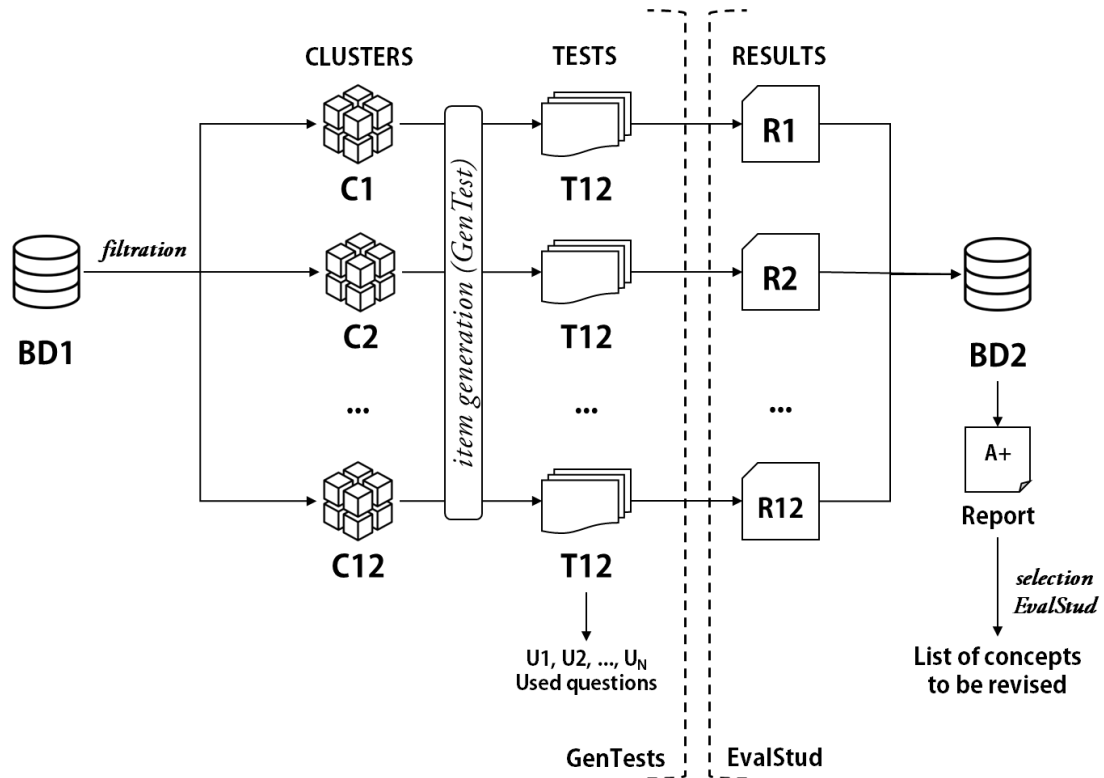 CLUSTERS
TESTS
RESULTS
C1
T12
R1
filtration
BD1
item generation (GenTest)
C2
T12
R2
BD2
...
...
...
C12
T12
R12
A+
Report
selection
EvalStud
U1, U2, ..., UN
Used questions
List of concepts
to be revised
GenTests
EvalStud